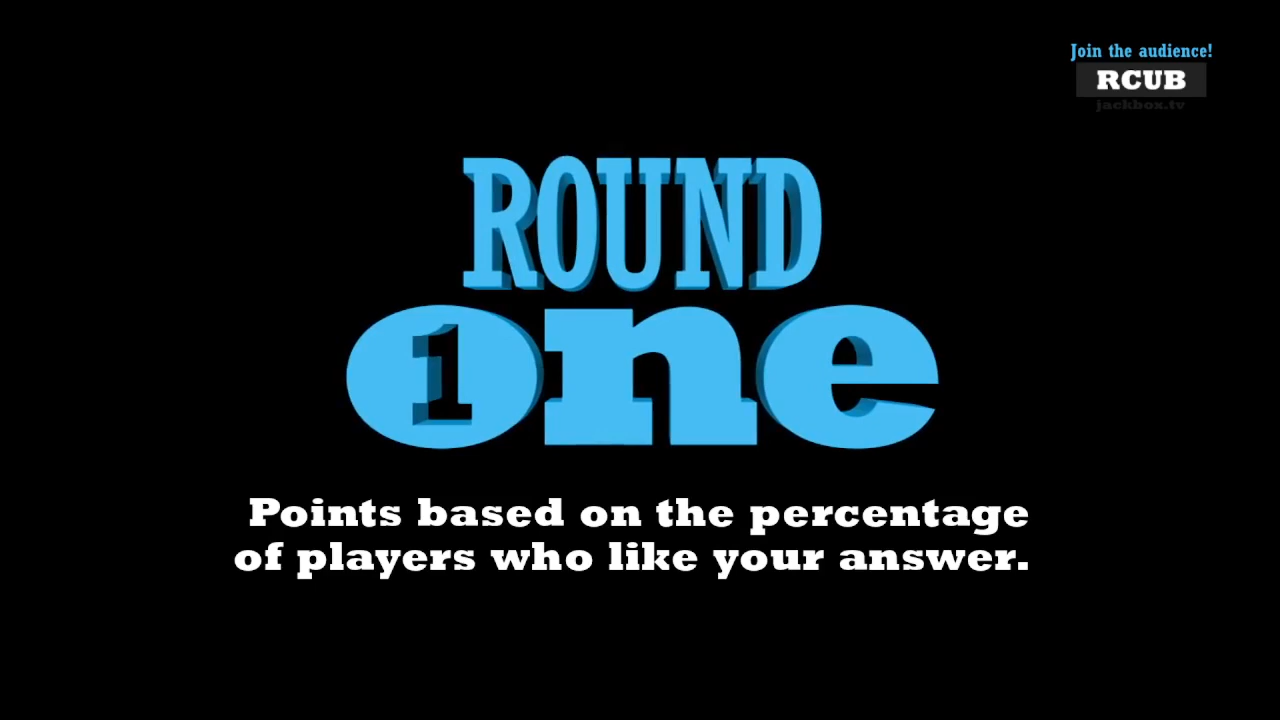 Join the audience!
RCUB
jackbox.tv
ROUND
One
1
Points based on the percentage
of players who like your answer.